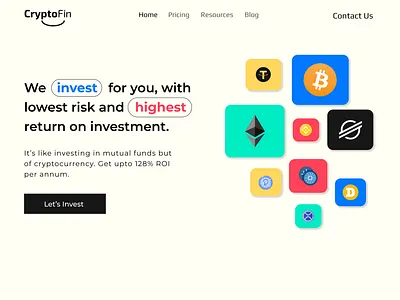 CryptoFin
Home Pricing Resources Blog
Contact Us
We invest for you, with
lowest risk and highest
return on investment.
It's like investing in mutual funds but
of cryptocurrency. Get upto 128% ROI
per annum.
Let's Invest